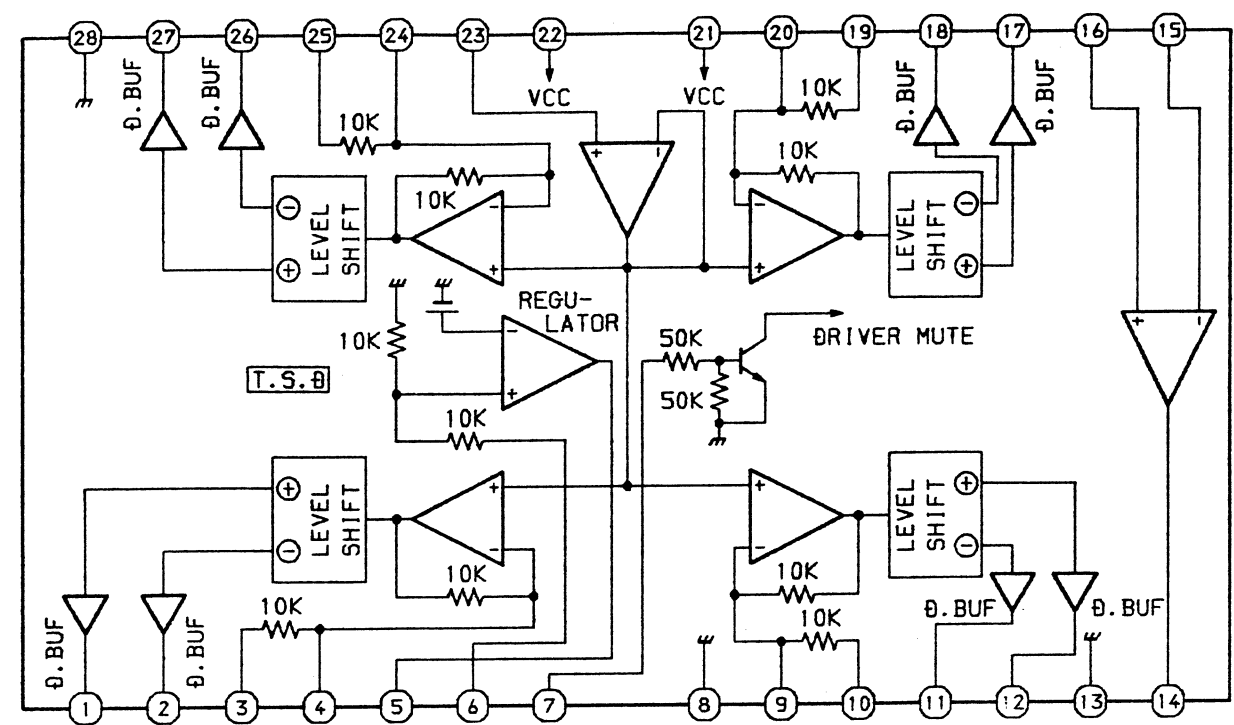 28 27 26 25 24 23 22 21 20 19 18 17 16 15
D.BUF
D.BUF
VCC
VCC
10K
D.BUF
D.BUF
10K
10K
10K
+ −
− LEVEL SHIFT
+
−
+
−
+
LEVEL SHIFT −
+
+ −
REGU-
LATOR
10K
−
+
50K
DRIVER MUTE
T.S.D
50K
10K
+ LEVEL SHIFT
−
+
−
+
−
LEVEL SHIFT +
−
10K
10K
10K
10K
D.BUF
D.BUF
D.BUF
D.BUF
1 2 3 4 5 6 7 8 9 10 11 12 13 14